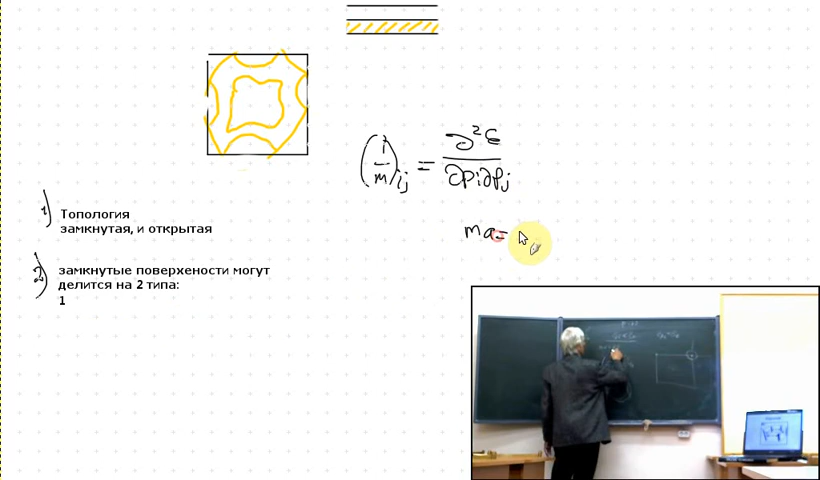 (1/m)ij = ∂²ε/∂pi∂pj
ma=
1) Топология
замкнутая, и открытая
2) замкнутые поверхености могут
делится на 2 типа:
1